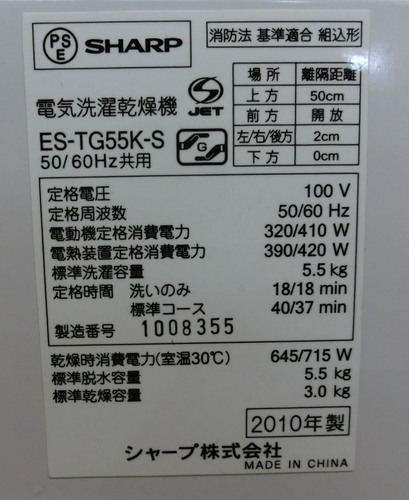 PSE SHARP
消防法 基準適合 組込形
電気洗濯乾燥機
S JET
ES-TG55K-S
50/60Hz共用
G
場所 離隔距離
上方 50cm
前方 開放
左/右/後方 2cm
下方 0cm
定格電圧 100 V
定格周波数 50/60 Hz
電動機定格消費電力 320/410 W
電熱装置定格消費電力 390/420 W
標準洗濯容量 5.5 kg
定格時間 洗いのみ 18/18 min
標準コース 40/37 min
製造番号 1008355
乾燥時消費電力(室温30℃) 645/715 W
標準脱水容量 5.5 kg
標準乾燥容量 3.0 kg
2010年製
シャープ株式会社
MADE IN CHINA